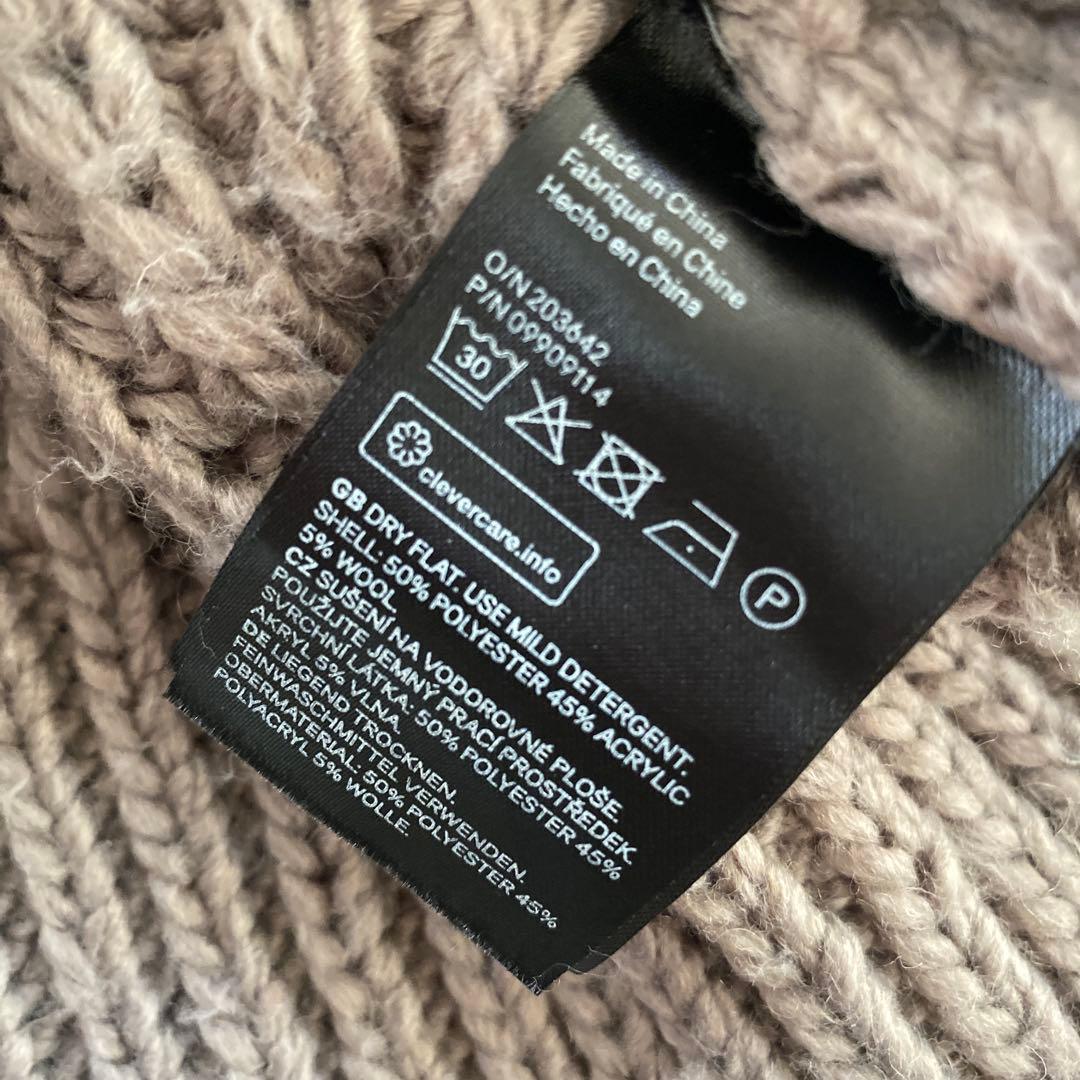 Made in China
Fabriqué en Chine
Hecho en China
O/N 203642
P/N 09909114
30
P
clevercare.info
GB DRY FLAT. USE MILD DETERGENT.
SHELL: 50% POLYESTER 45% ACRYLIC
5% WOOL
CZ SUŠENÍ NA VODOROVNÉ PLOŠE.
POUŽIJTE JEMNÝ PRACÍ PROSTŘEDEK.
SVRCHNÍ LÁTKA: 50% POLYESTER 45%
AKRYL 5% VLNA.
DE LIEGEND TROCKNEN.
FEINWASCHMITTEL VERWENDEN.
OBERMATERIAL: 50% POLYESTER 45%
POLYACRYL 5% WOLLE